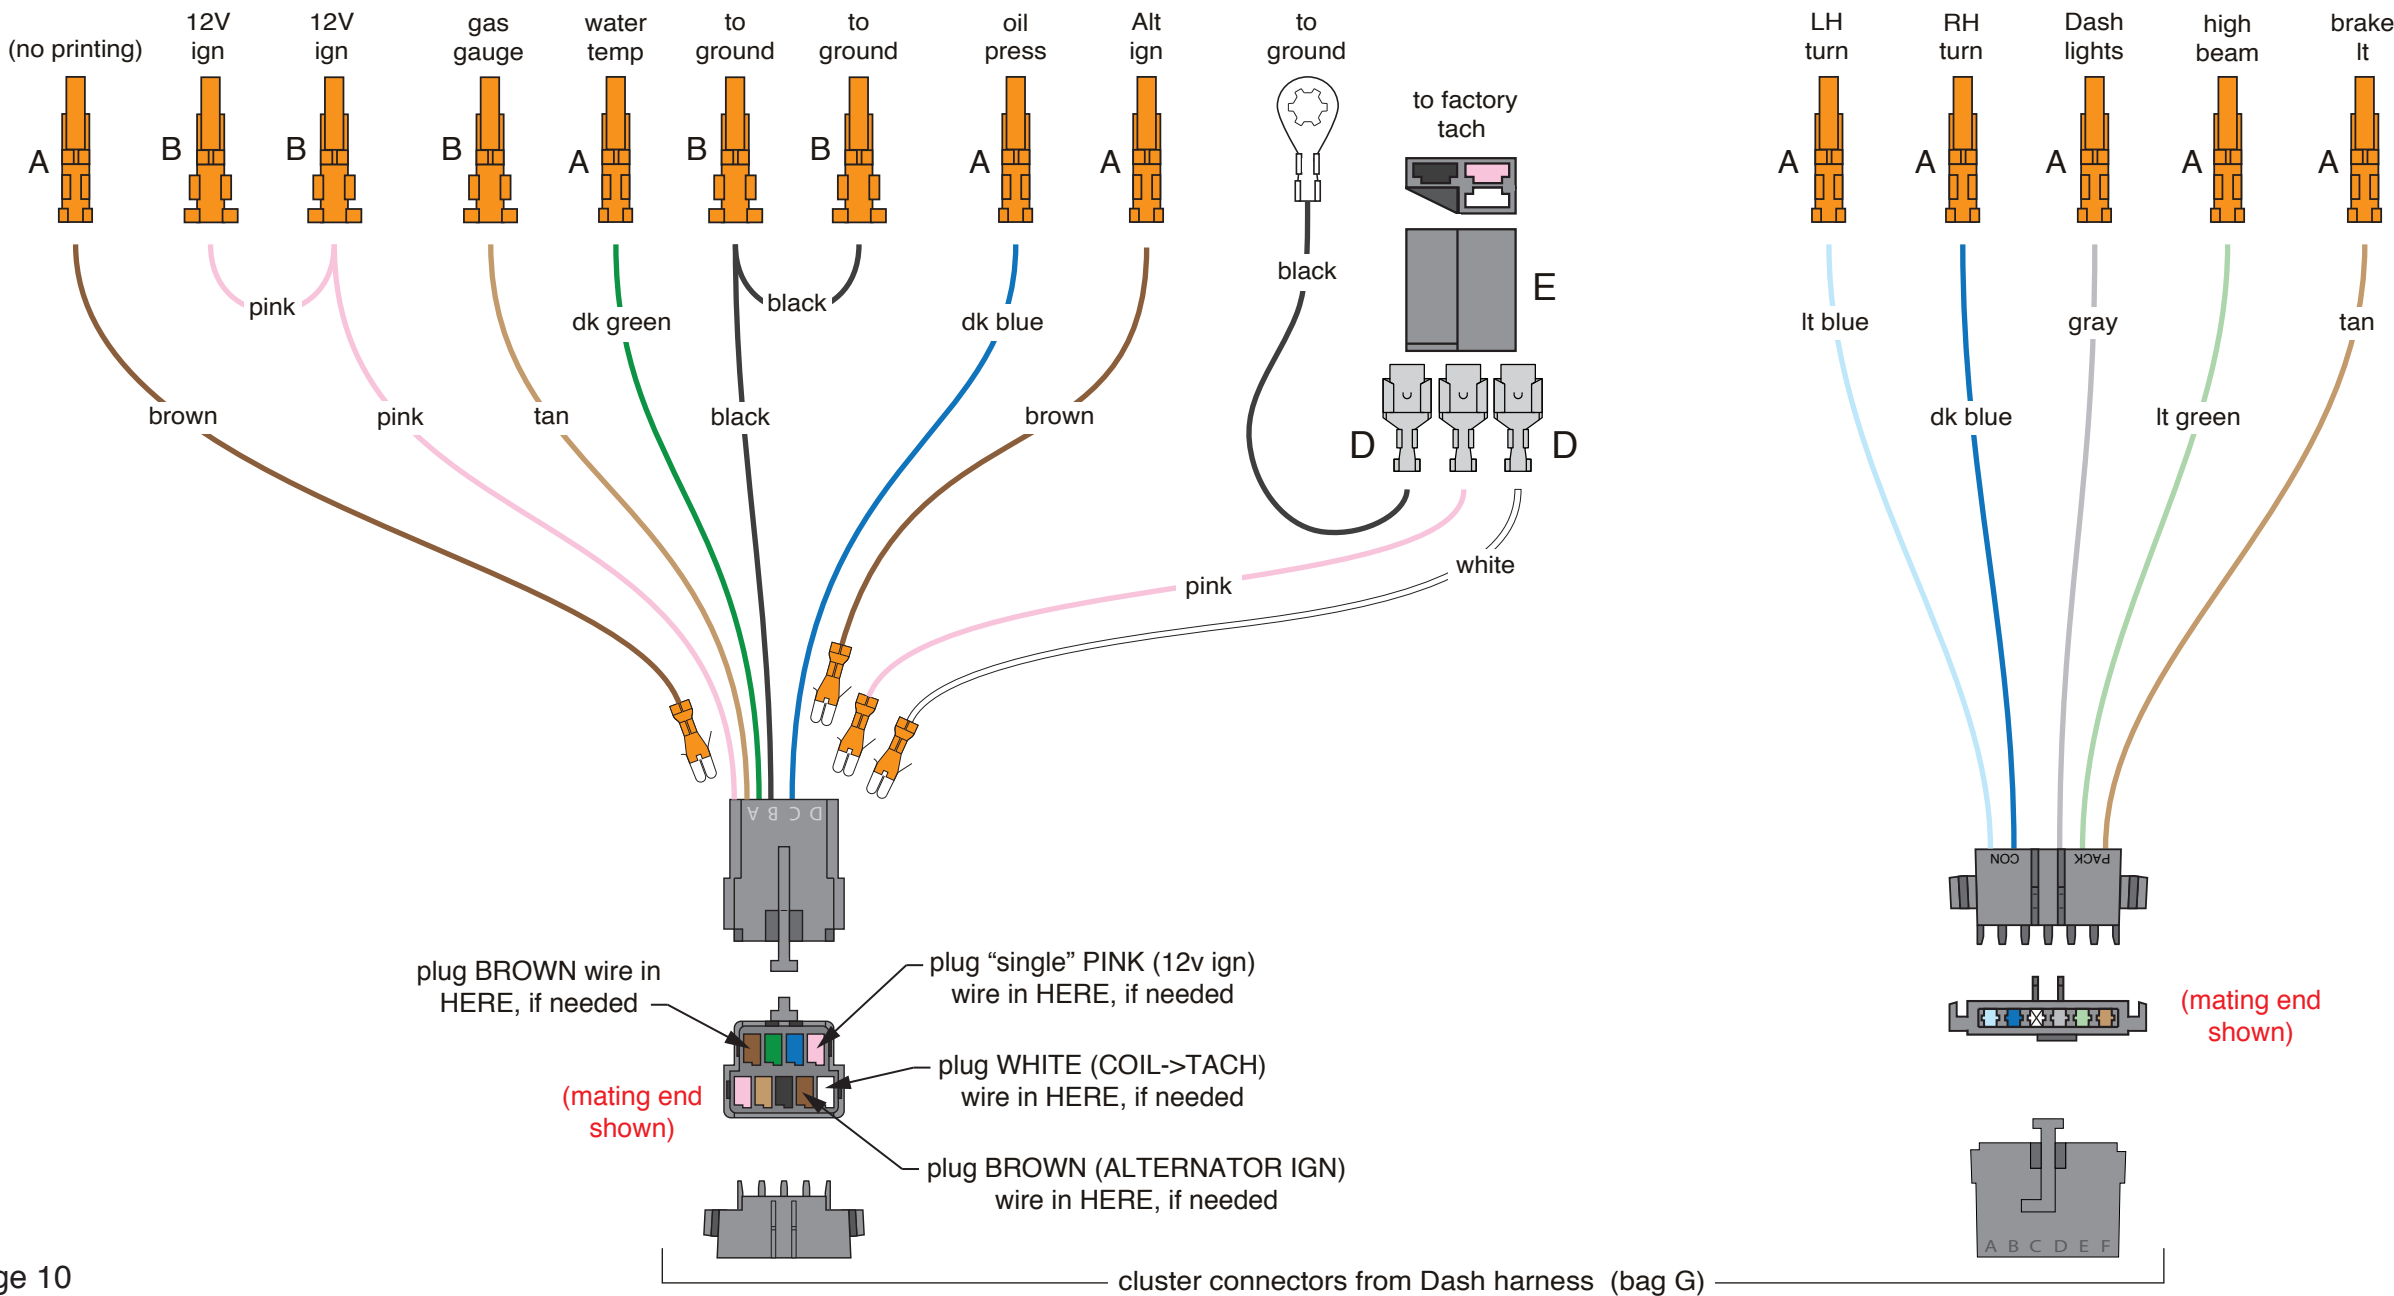 (no printing)
12V
ign
12V
ign
gas
gauge
water
temp
to
ground
to
ground
oil
press
Alt
ign
to
ground
to factory
tach
LH
turn
RH
turn
Dash
lights
high
beam
brake
lt
A
B
B
B
A
B
B
A
A
E
D
D
A
A
A
A
A
pink
black
dk green
dk blue
black
brown
pink
tan
black
brown
pink
white
lt blue
gray
tan
dk blue
lt green
A B C D
CON
PACK
plug BROWN wire in
HERE, if needed
plug “single” PINK (12v ign)
wire in HERE, if needed
plug WHITE (COIL->TACH)
wire in HERE, if needed
plug BROWN (ALTERNATOR IGN)
wire in HERE, if needed
(mating end
shown)
(mating end
shown)
A B C D E F
cluster connectors from Dash harness (bag G)
ge 10